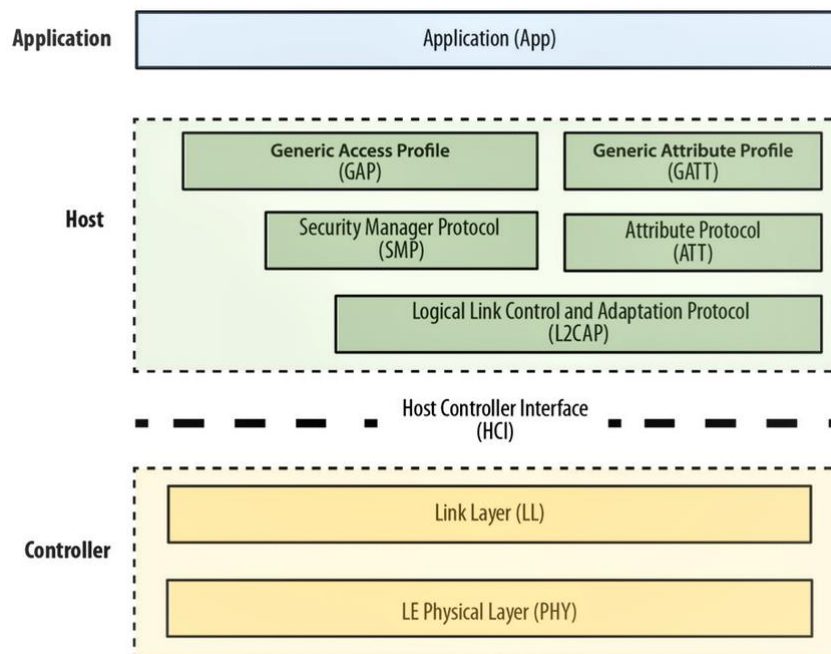 Application
Application (App)
Generic Access Profile
(GAP)
Generic Attribute Profile
(GATT)
Host
Security Manager Protocol
(SMP)
Attribute Protocol
(ATT)
Logical Link Control and Adaptation Protocol
(L2CAP)
Host Controller Interface
(HCI)
Link Layer (LL)
Controller
LE Physical Layer (PHY)